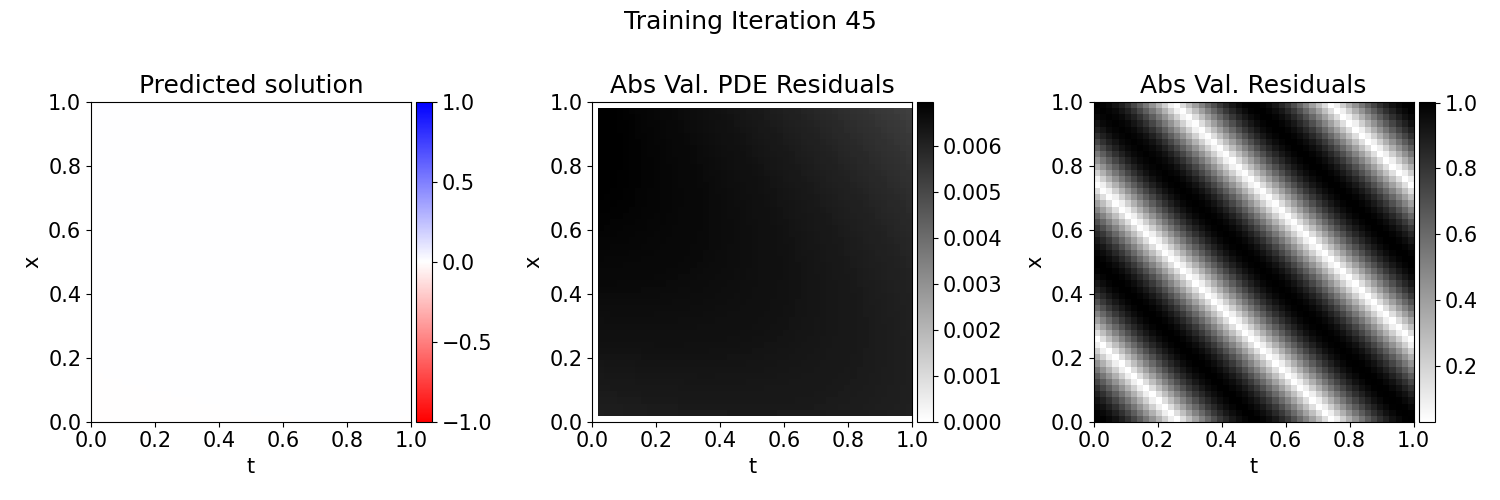 Training Iteration 45
Predicted solution
Abs Val. PDE Residuals
Abs Val. Residuals
1.0
0.8
0.6
0.4
0.2
0.0
x
0.0 0.2 0.4 0.6 0.8 1.0
t
1.0
0.5
0.0
−0.5
−1.0
1.0
0.8
0.6
0.4
0.2
0.0
x
0.0 0.2 0.4 0.6 0.8 1.0
t
0.006
0.005
0.004
0.003
0.002
0.001
0.000
1.0
0.8
0.6
0.4
0.2
0.0
x
0.0 0.2 0.4 0.6 0.8 1.0
t
1.0
0.8
0.6
0.4
0.2